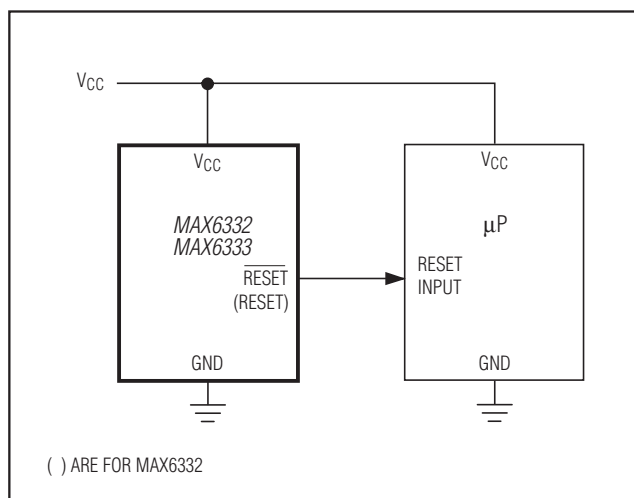 VCC
VCC
MAX6332
MAX6333
RESET
(RESET)
GND
VCC
μP
RESET
INPUT
GND
( ) ARE FOR MAX6332